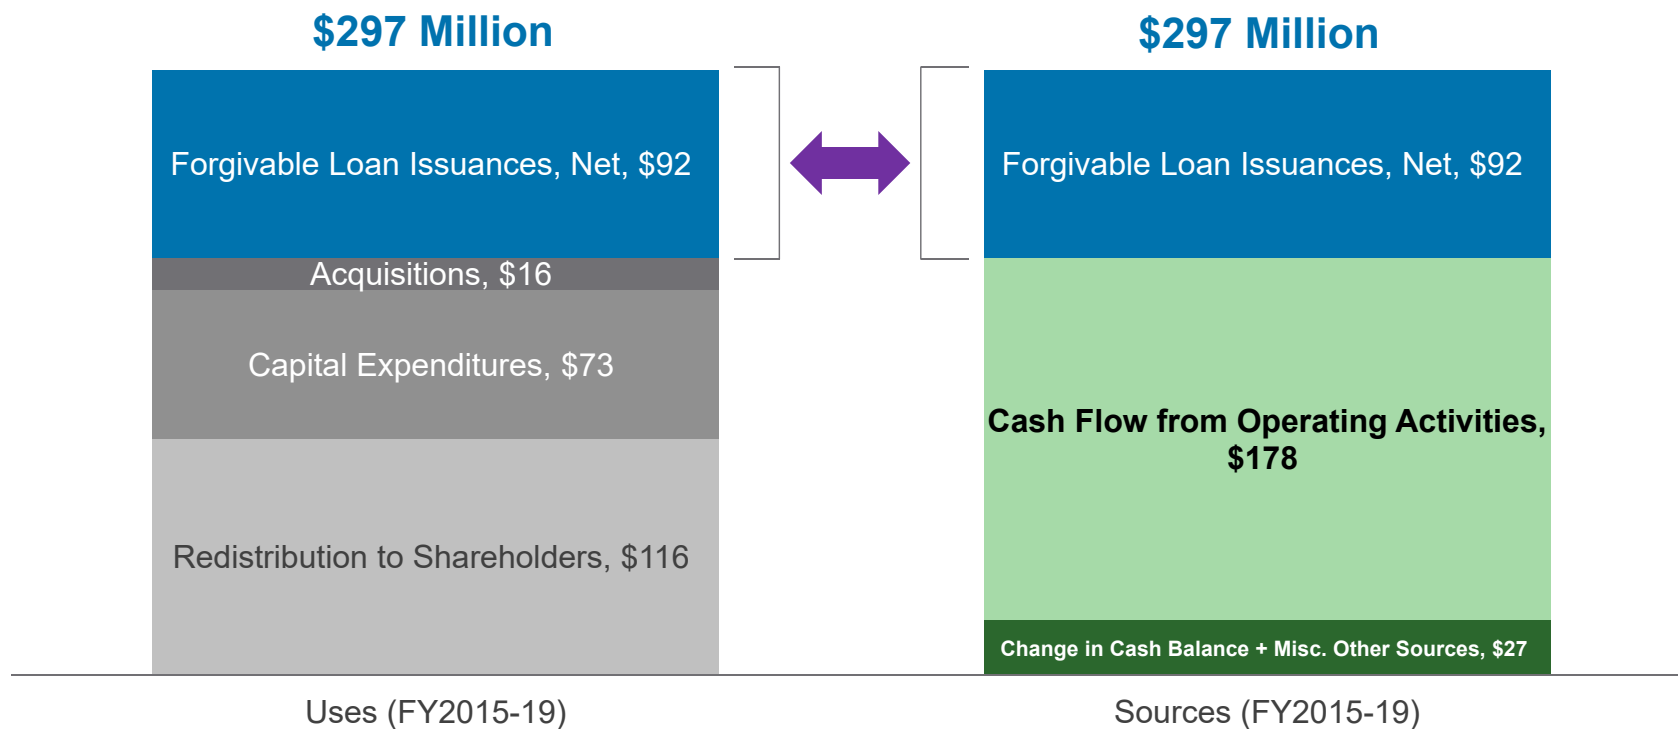 $297 Million
Forgivable Loan Issuances, Net, $92
Acquisitions, $16
Capital Expenditures, $73
Redistribution to Shareholders, $116
Uses (FY2015-19)
$297 Million
Forgivable Loan Issuances, Net, $92
Cash Flow from Operating Activities,
$178
Change in Cash Balance + Misc. Other Sources, $27
Sources (FY2015-19)